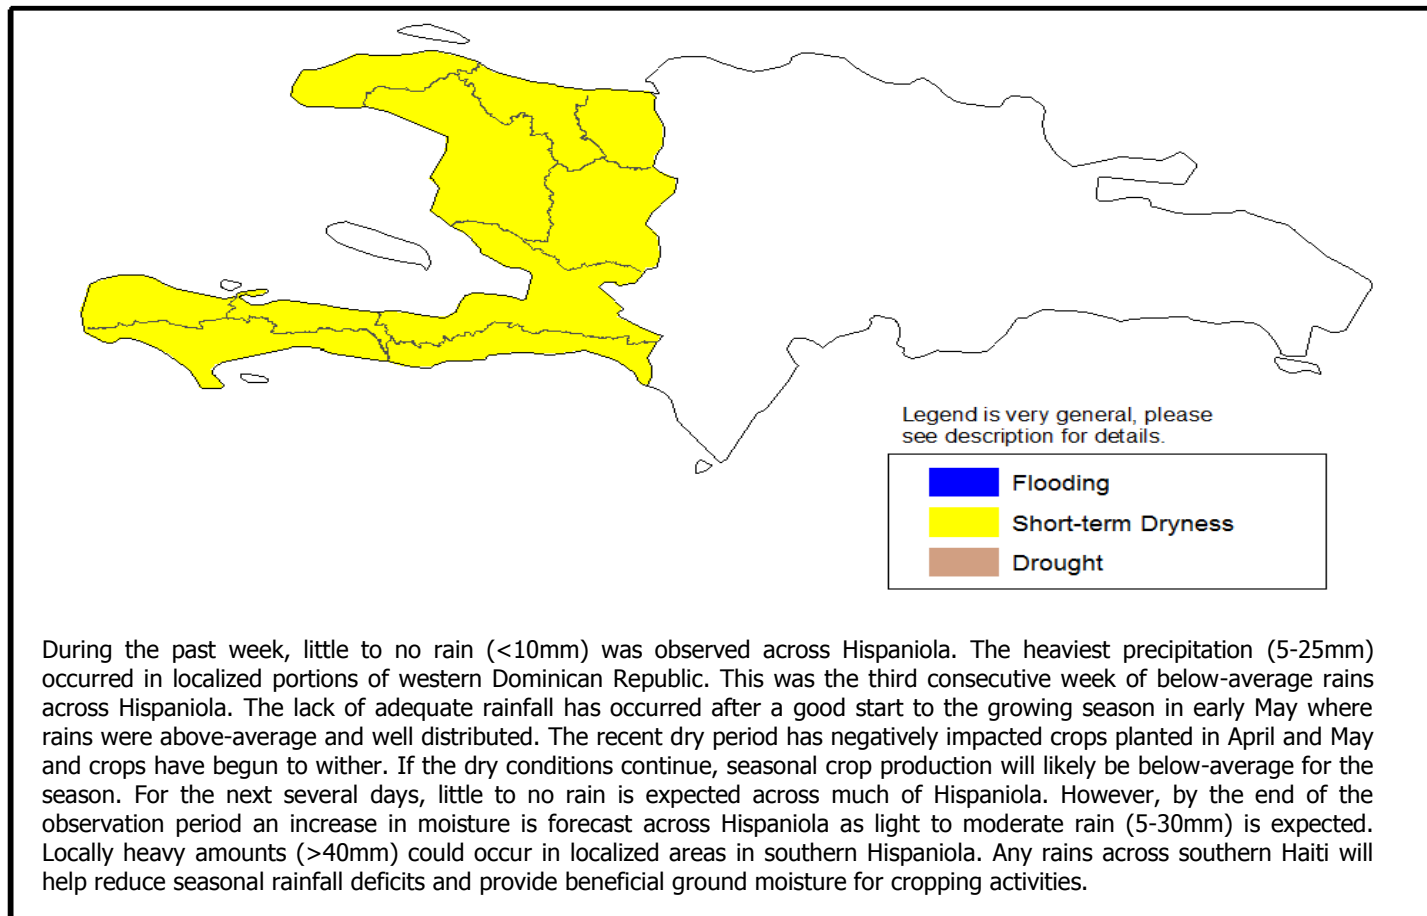 Legend is very general, please
see description for details.
Flooding
Short-term Dryness
Drought
During the past week, little to no rain (<10mm) was observed across Hispaniola. The heaviest precipitation (5-25mm)
occurred in localized portions of western Dominican Republic. This was the third consecutive week of below-average rains
across Hispaniola. The lack of adequate rainfall has occurred after a good start to the growing season in early May where
rains were above-average and well distributed. The recent dry period has negatively impacted crops planted in April and May
and crops have begun to wither. If the dry conditions continue, seasonal crop production will likely be below-average for the
season. For the next several days, little to no rain is expected across much of Hispaniola. However, by the end of the
observation period an increase in moisture is forecast across Hispaniola as light to moderate rain (5-30mm) is expected.
Locally heavy amounts (>40mm) could occur in localized areas in southern Hispaniola. Any rains across southern Haiti will
help reduce seasonal rainfall deficits and provide beneficial ground moisture for cropping activities.